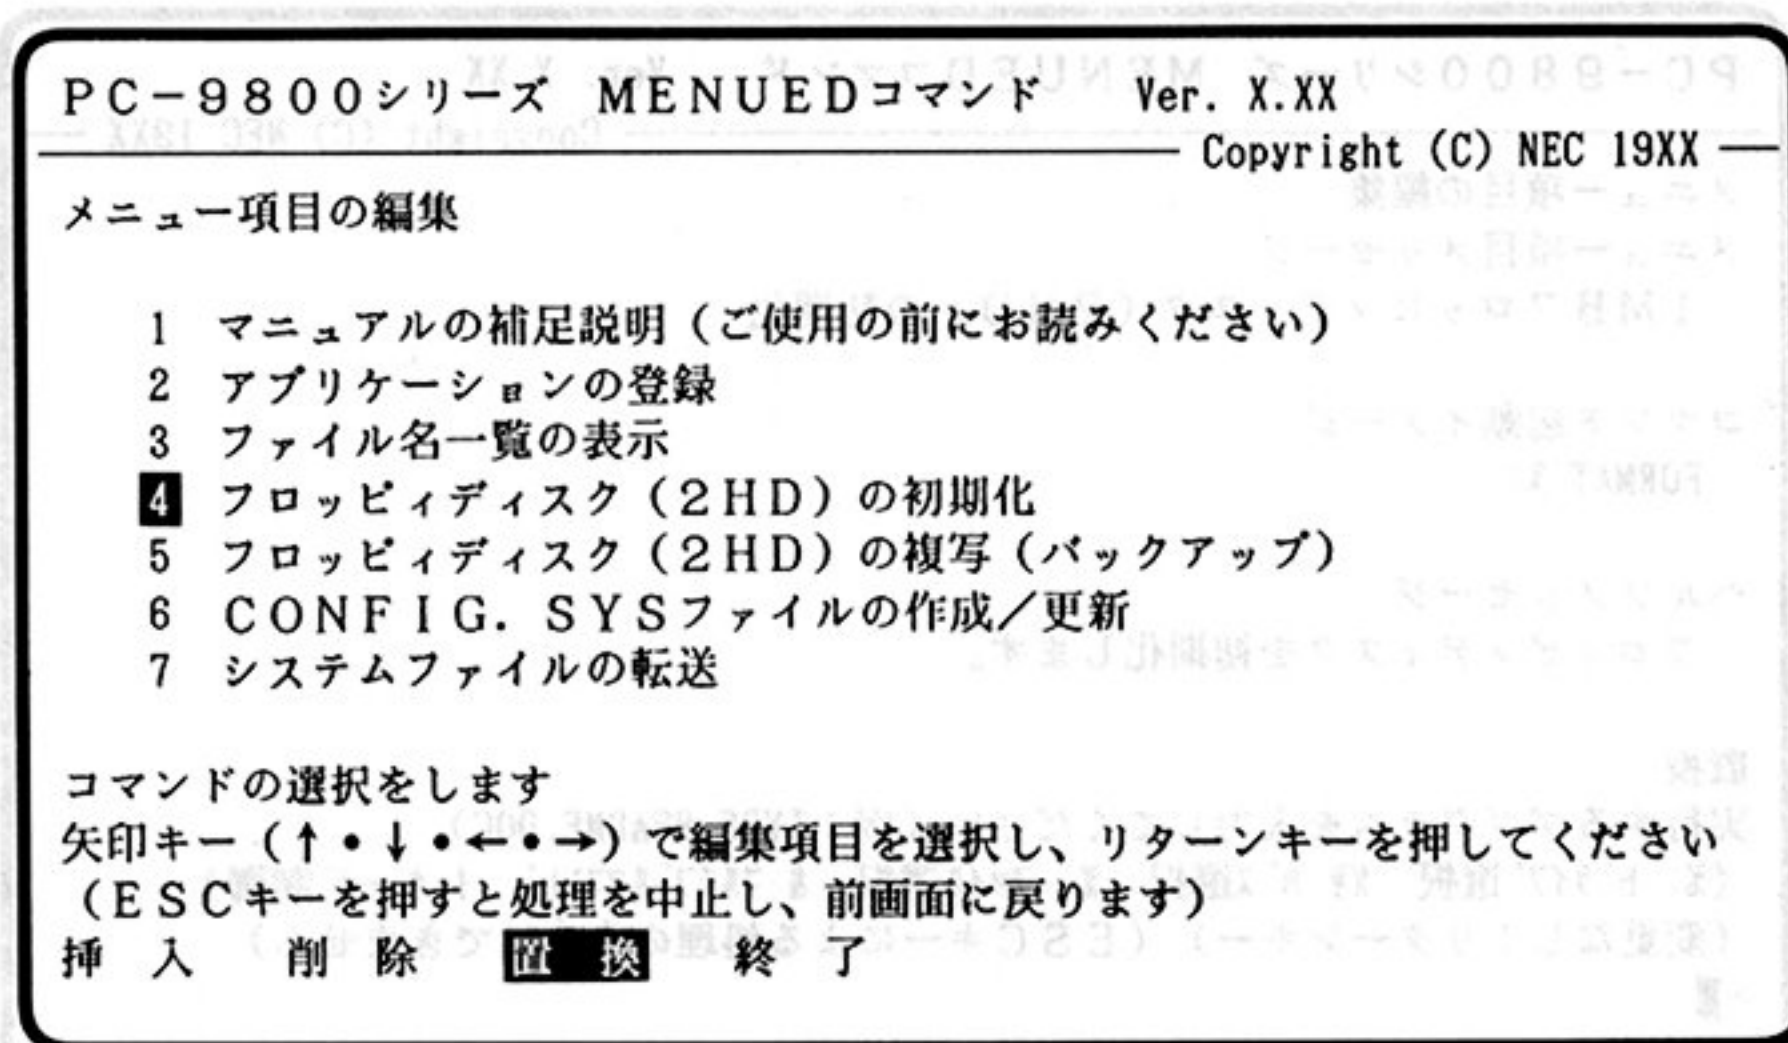 PC-9800シリーズ MENUEDコマンド Ver. X.XX
Copyright (C) NEC 19XX
メニュー項目の編集
1 マニュアルの補足説明(ご使用の前にお読みください)
2 アプリケーションの登録
3 ファイル名一覧の表示
4 フロッピィディスク(2HD)の初期化
5 フロッピィディスク(2HD)の複写(バックアップ)
6 CONFIG.SYSファイルの作成/更新
7 システムファイルの転送
コマンドの選択をします
矢印キー(↑・↓・←・→)で編集項目を選択し、リターンキーを押してください
(ESCキーを押すと処理を中止し、前画面に戻ります)
挿 入 削 除 置 換 終 了